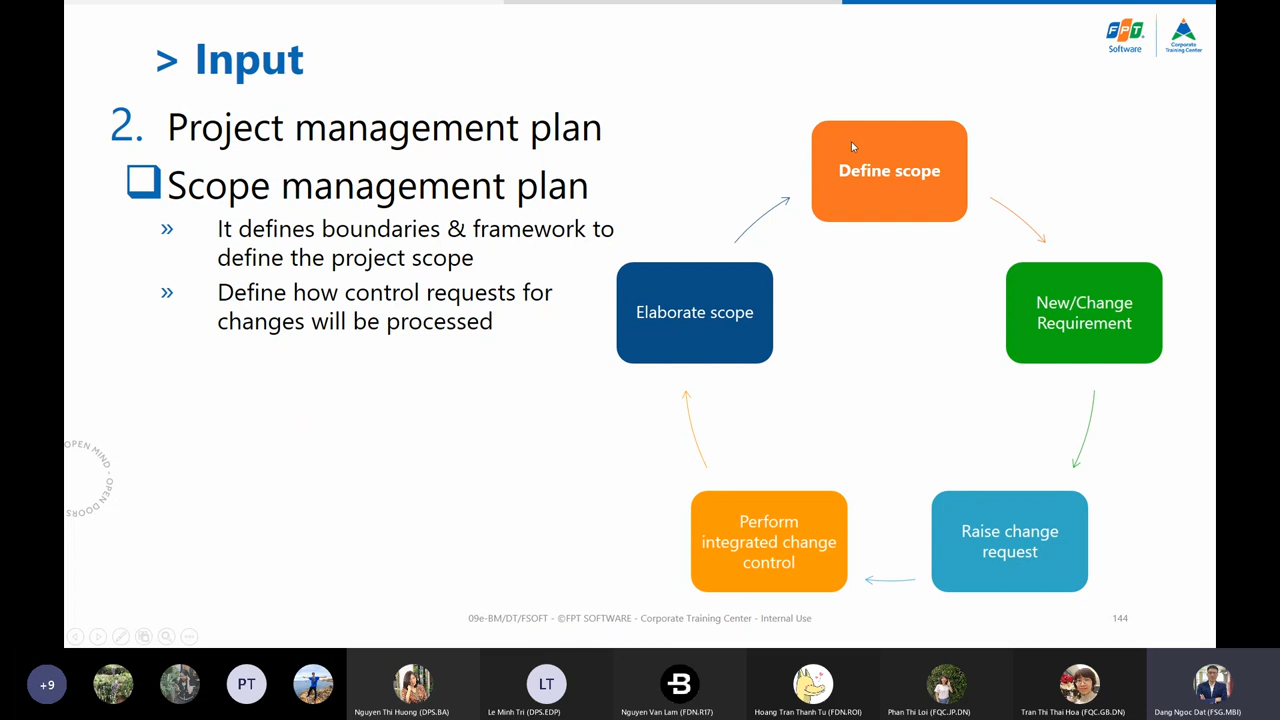 > Input
FPT
Software
Corporate
Training Center
2. Project management plan
Scope management plan
» It defines boundaries & framework to
define the project scope
» Define how control requests for
changes will be processed
Define scope
New/Change
Requirement
Raise change
request
Perform
integrated change
control
Elaborate scope
OPEN MIND - OPEN DOORS
09e-BM/DT/FSOFT - ©FPT SOFTWARE - Corporate Training Center - Internal Use
144
+9
PT
LT
B
Nguyen Thi Huong (DPS.BA)
Le Minh Tri (DPS.EDP)
Nguyen Van Lam (FDN.R17)
Hoang Tran Thanh Tu (FDN.ROI)
Phan Thi Loi (FQC.JP.DN)
Tran Thi Thai Hoa (FQC.GB.DN)
Dang Ngoc Dat (FSG.MBI)